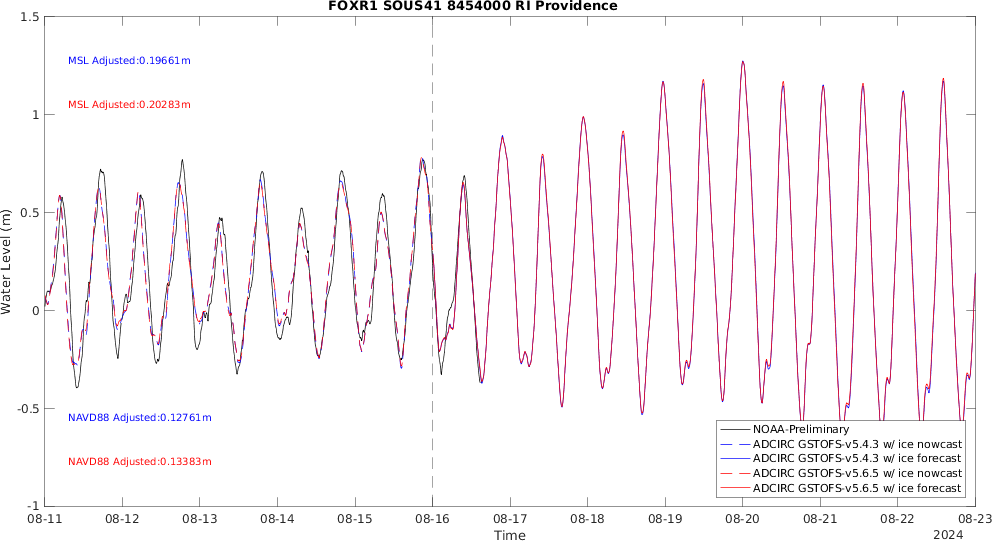 FOXR1 SOUS41 8454000 RI Providence
1.5
1
0.5
0
-0.5
-1
Water Level (m)
MSL Adjusted:0.19661m
MSL Adjusted:0.20283m
NAVD88 Adjusted:0.12761m
NAVD88 Adjusted:0.13383m
NOAA-Preliminary
ADCIRC GSTOFS-v5.4.3 w/ ice nowcast
ADCIRC GSTOFS-v5.4.3 w/ ice forecast
ADCIRC GSTOFS-v5.6.5 w/ ice nowcast
ADCIRC GSTOFS-v5.6.5 w/ ice forecast
08-11 08-12 08-13 08-14 08-15 08-16 08-17 08-18 08-19 08-20 08-21 08-22 08-23
Time
2024